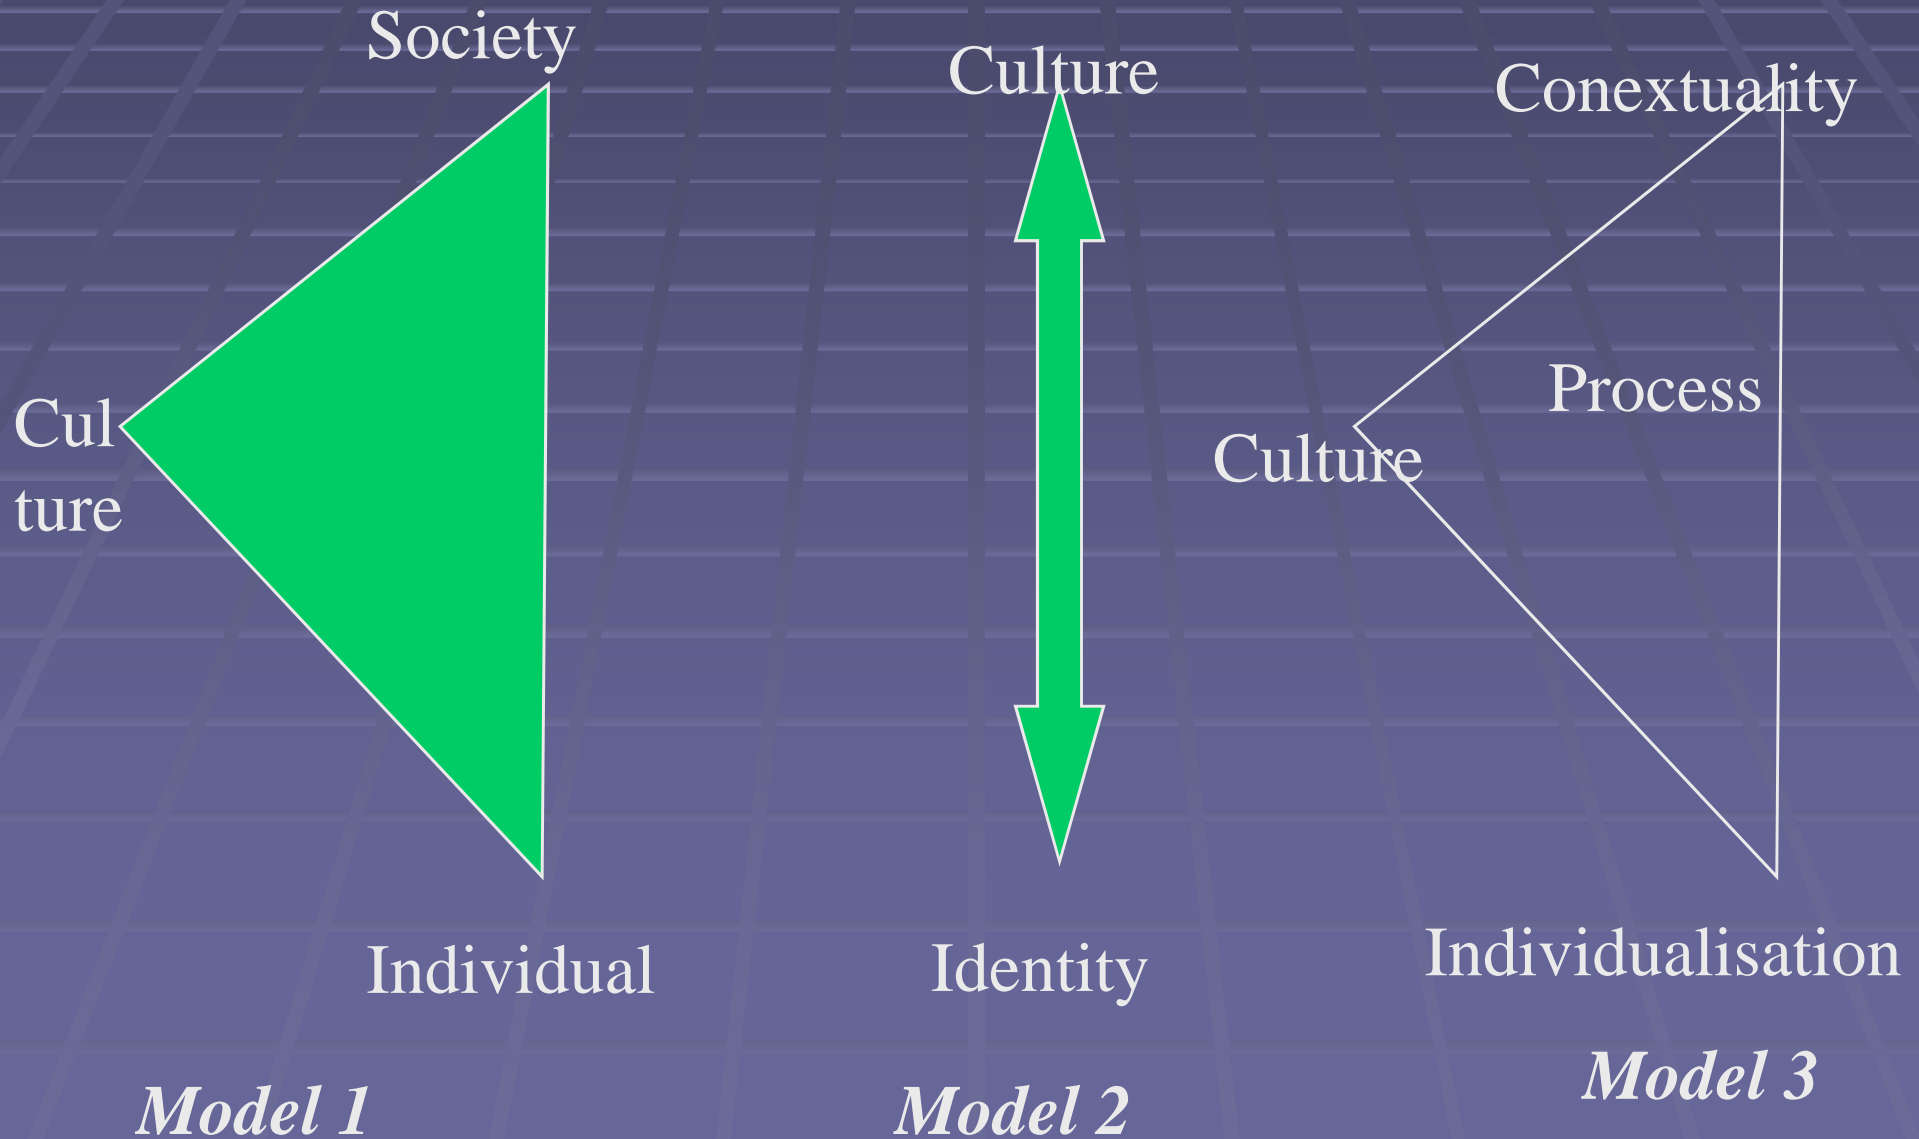 Society
Cul
ture
Individual
Model 1
Culture
Identity
Model 2
Conextuality
Process
Culture
Individualisation
Model 3